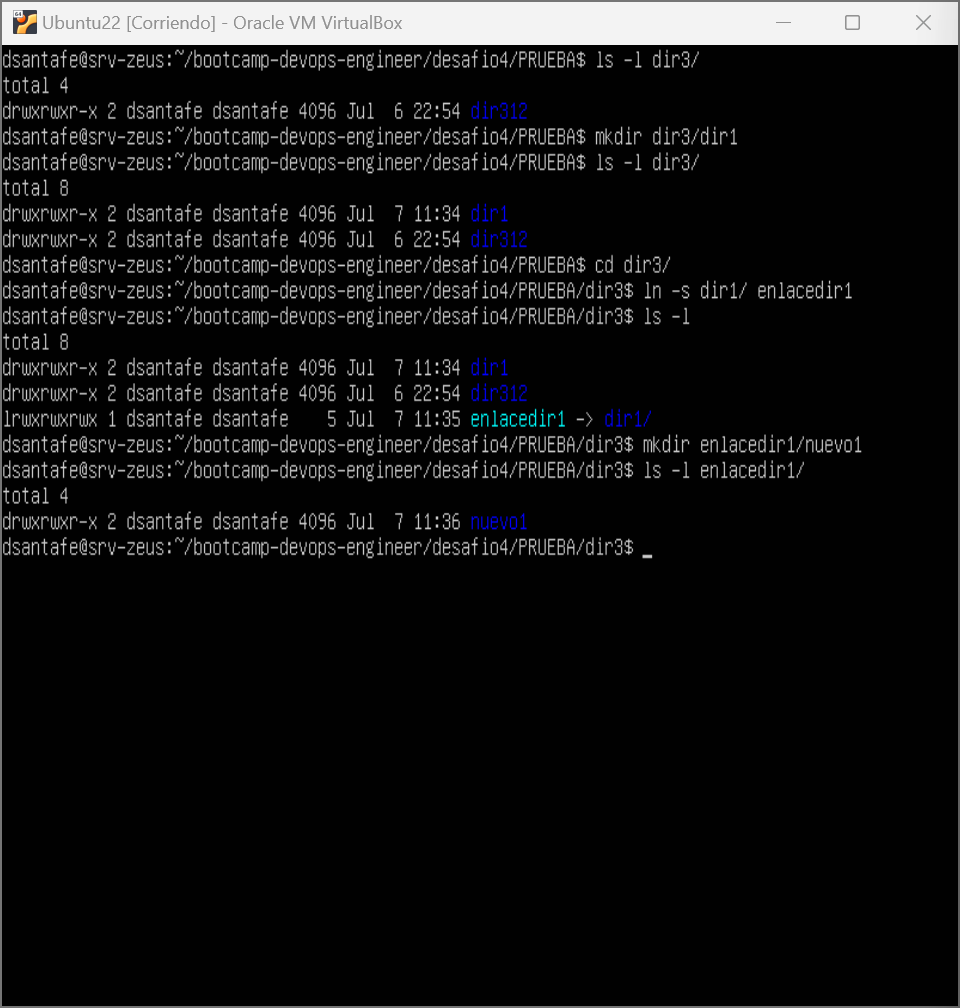 Ubuntu22 [Corriendo] - Oracle VM VirtualBox
dsantafe@srv-zeus:~/bootcamp-devops-engineer/desafio4/PRUEBA$ ls -l dir3/
total 4
drwxrwxr-x 2 dsantafe dsantafe 4096 Jul  6 22:54 dir312
dsantafe@srv-zeus:~/bootcamp-devops-engineer/desafio4/PRUEBA$ mkdir dir3/dir1
dsantafe@srv-zeus:~/bootcamp-devops-engineer/desafio4/PRUEBA$ ls -l dir3/
total 8
drwxrwxr-x 2 dsantafe dsantafe 4096 Jul  7 11:34 dir1
drwxrwxr-x 2 dsantafe dsantafe 4096 Jul  6 22:54 dir312
dsantafe@srv-zeus:~/bootcamp-devops-engineer/desafio4/PRUEBA$ cd dir3/
dsantafe@srv-zeus:~/bootcamp-devops-engineer/desafio4/PRUEBA/dir3$ ln -s dir1/ enlacedir1
dsantafe@srv-zeus:~/bootcamp-devops-engineer/desafio4/PRUEBA/dir3$ ls -l
total 8
drwxrwxr-x 2 dsantafe dsantafe 4096 Jul  7 11:34 dir1
drwxrwxr-x 2 dsantafe dsantafe 4096 Jul  6 22:54 dir312
lrwxrwxrwx 1 dsantafe dsantafe    5 Jul  7 11:35 enlacedir1 -> dir1/
dsantafe@srv-zeus:~/bootcamp-devops-engineer/desafio4/PRUEBA/dir3$ mkdir enlacedir1/nuevo1
dsantafe@srv-zeus:~/bootcamp-devops-engineer/desafio4/PRUEBA/dir3$ ls -l enlacedir1/
total 4
drwxrwxr-x 2 dsantafe dsantafe 4096 Jul  7 11:36 nuevo1
dsantafe@srv-zeus:~/bootcamp-devops-engineer/desafio4/PRUEBA/dir3$ _